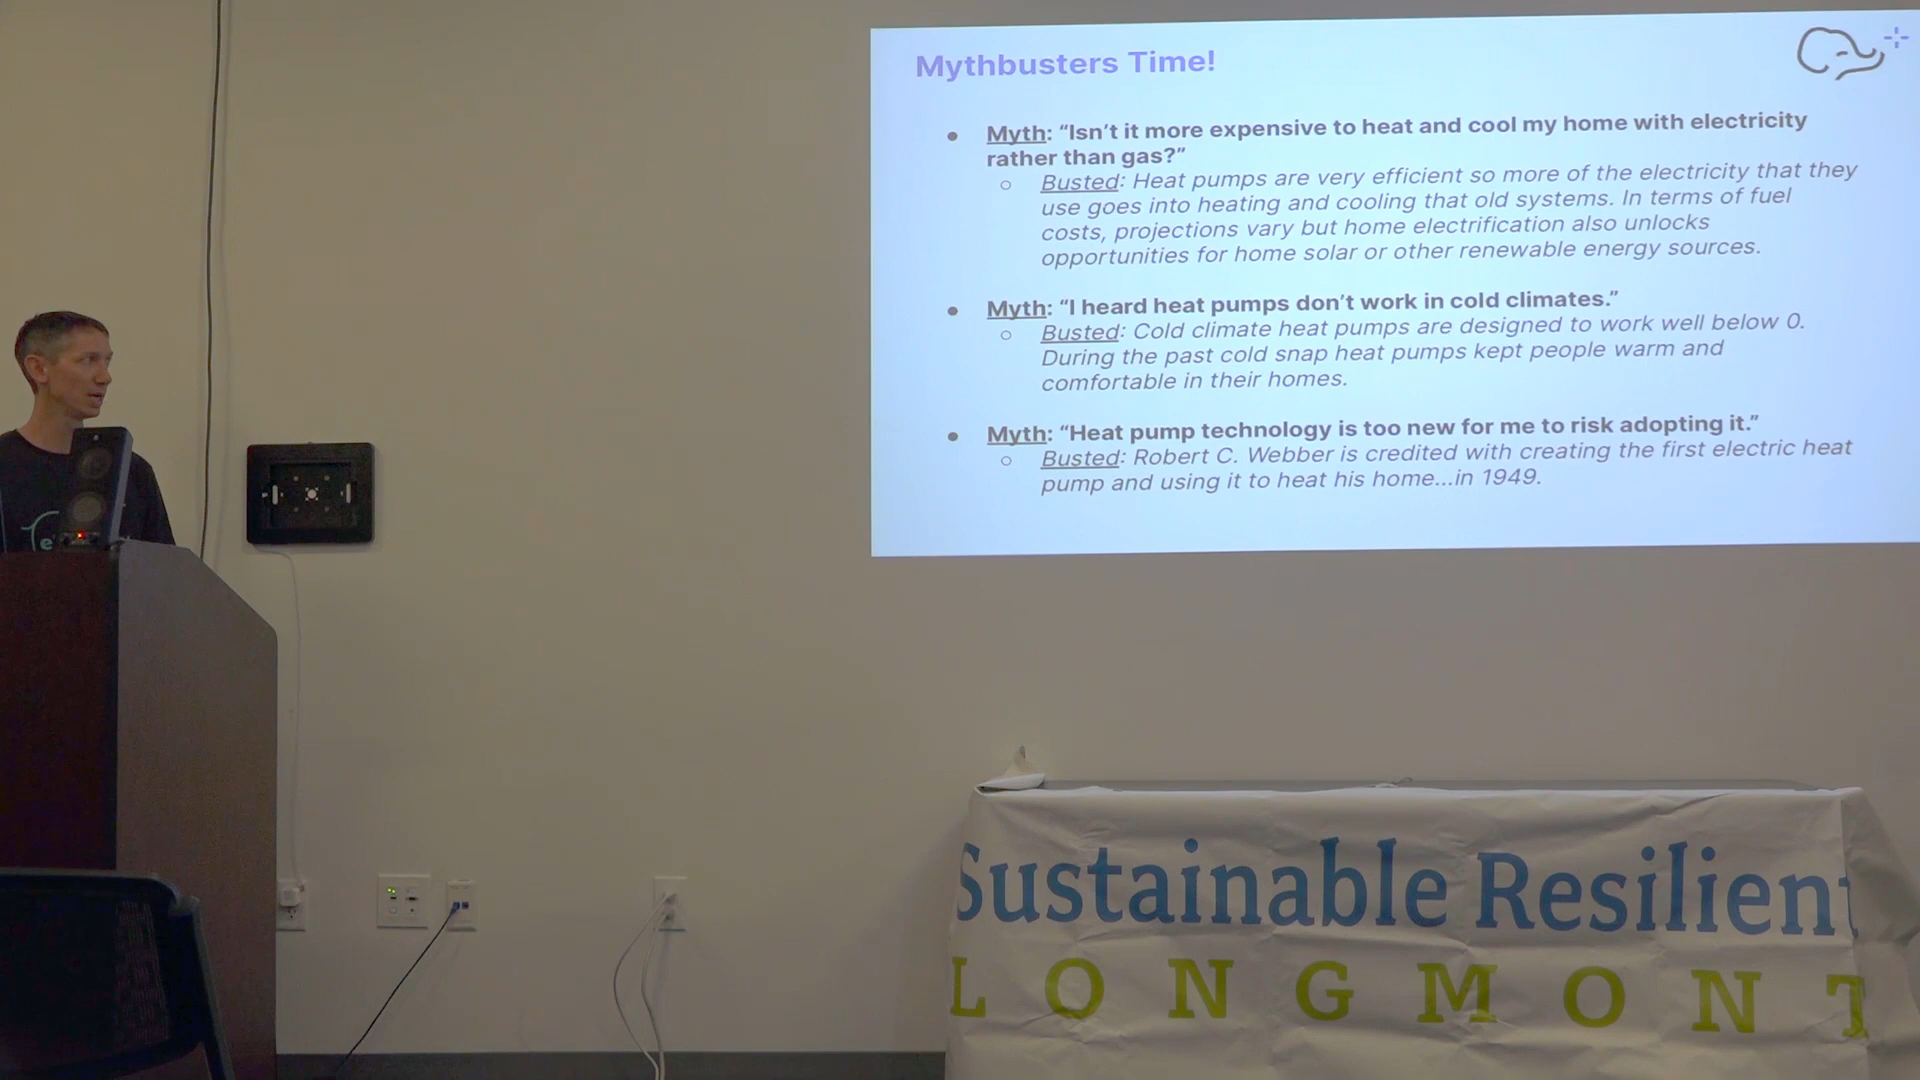 Mythbusters Time!
● Myth: “Isn’t it more expensive to heat and cool my home with electricity
rather than gas?”
○ Busted: Heat pumps are very efficient so more of the electricity that they
use goes into heating and cooling that old systems. In terms of fuel
costs, projections vary but home electrification also unlocks
opportunities for home solar or other renewable energy sources.
● Myth: “I heard heat pumps don’t work in cold climates.”
○ Busted: Cold climate heat pumps are designed to work well below 0.
During the past cold snap heat pumps kept people warm and
comfortable in their homes.
● Myth: “Heat pump technology is too new for me to risk adopting it.”
○ Busted: Robert C. Webber is credited with creating the first electric heat
pump and using it to heat his home...in 1949.
Sustainable Resilient
LONGMONT